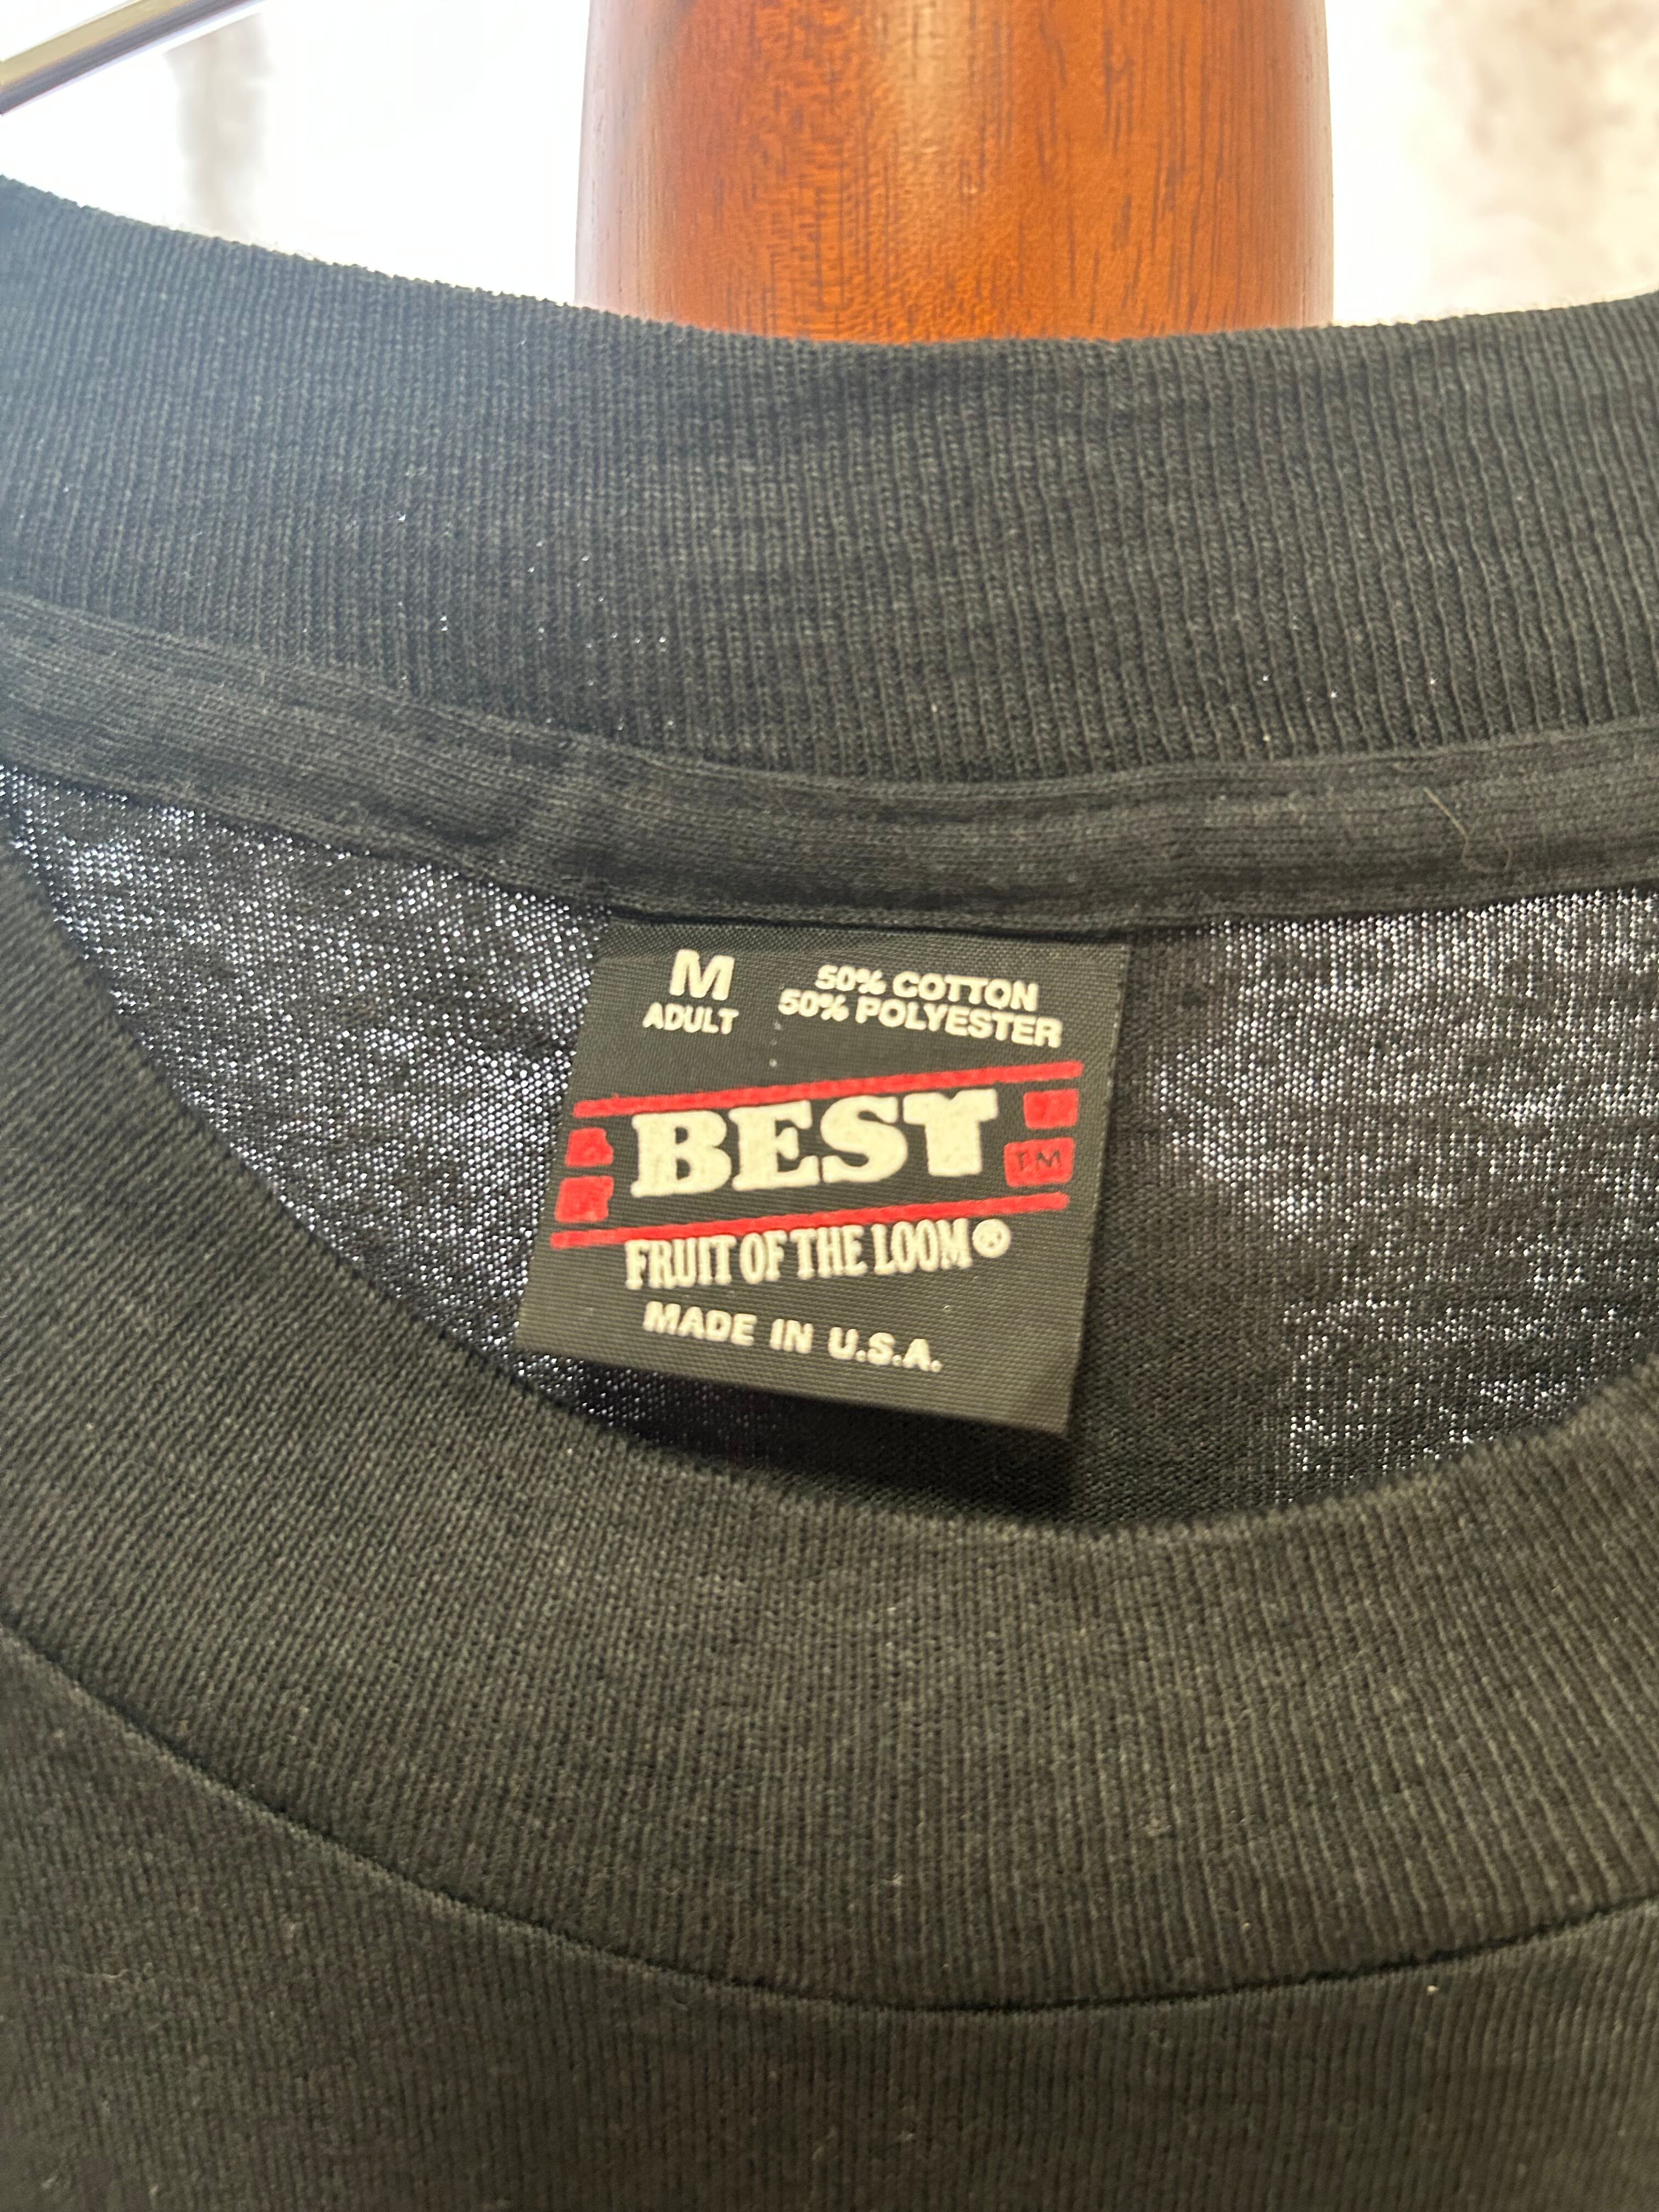 M
ADULT
50% COTTON
50% POLYESTER
BEST
TM
FRUIT OF THE LOOM®
MADE IN U.S.A.